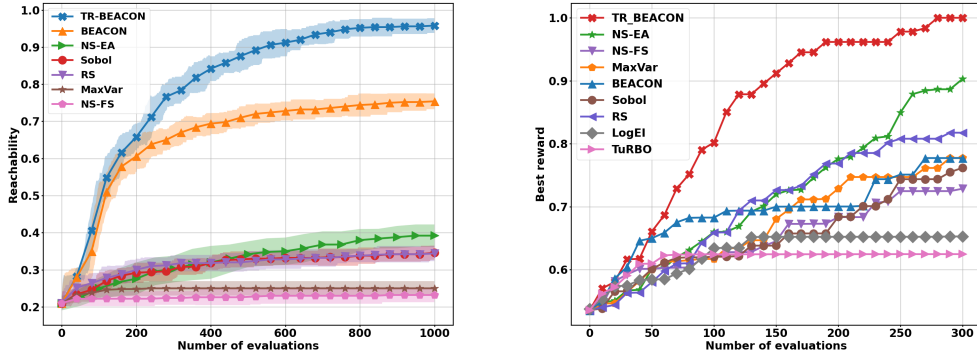 TR-BEACON
BEACON
NS-EA
Sobol
RS
MaxVar
NS-FS
1.0
0.9
0.8
0.7
0.6
0.5
0.4
0.3
0.2
Reachability
0
200
400
600
800
1000
Number of evaluations
TR_BEACON
NS-EA
NS-FS
MaxVar
BEACON
Sobol
RS
LogEI
TuRBO
1.0
0.9
0.8
0.7
0.6
Best reward
0
50
100
150
200
250
300
Number of evaluations